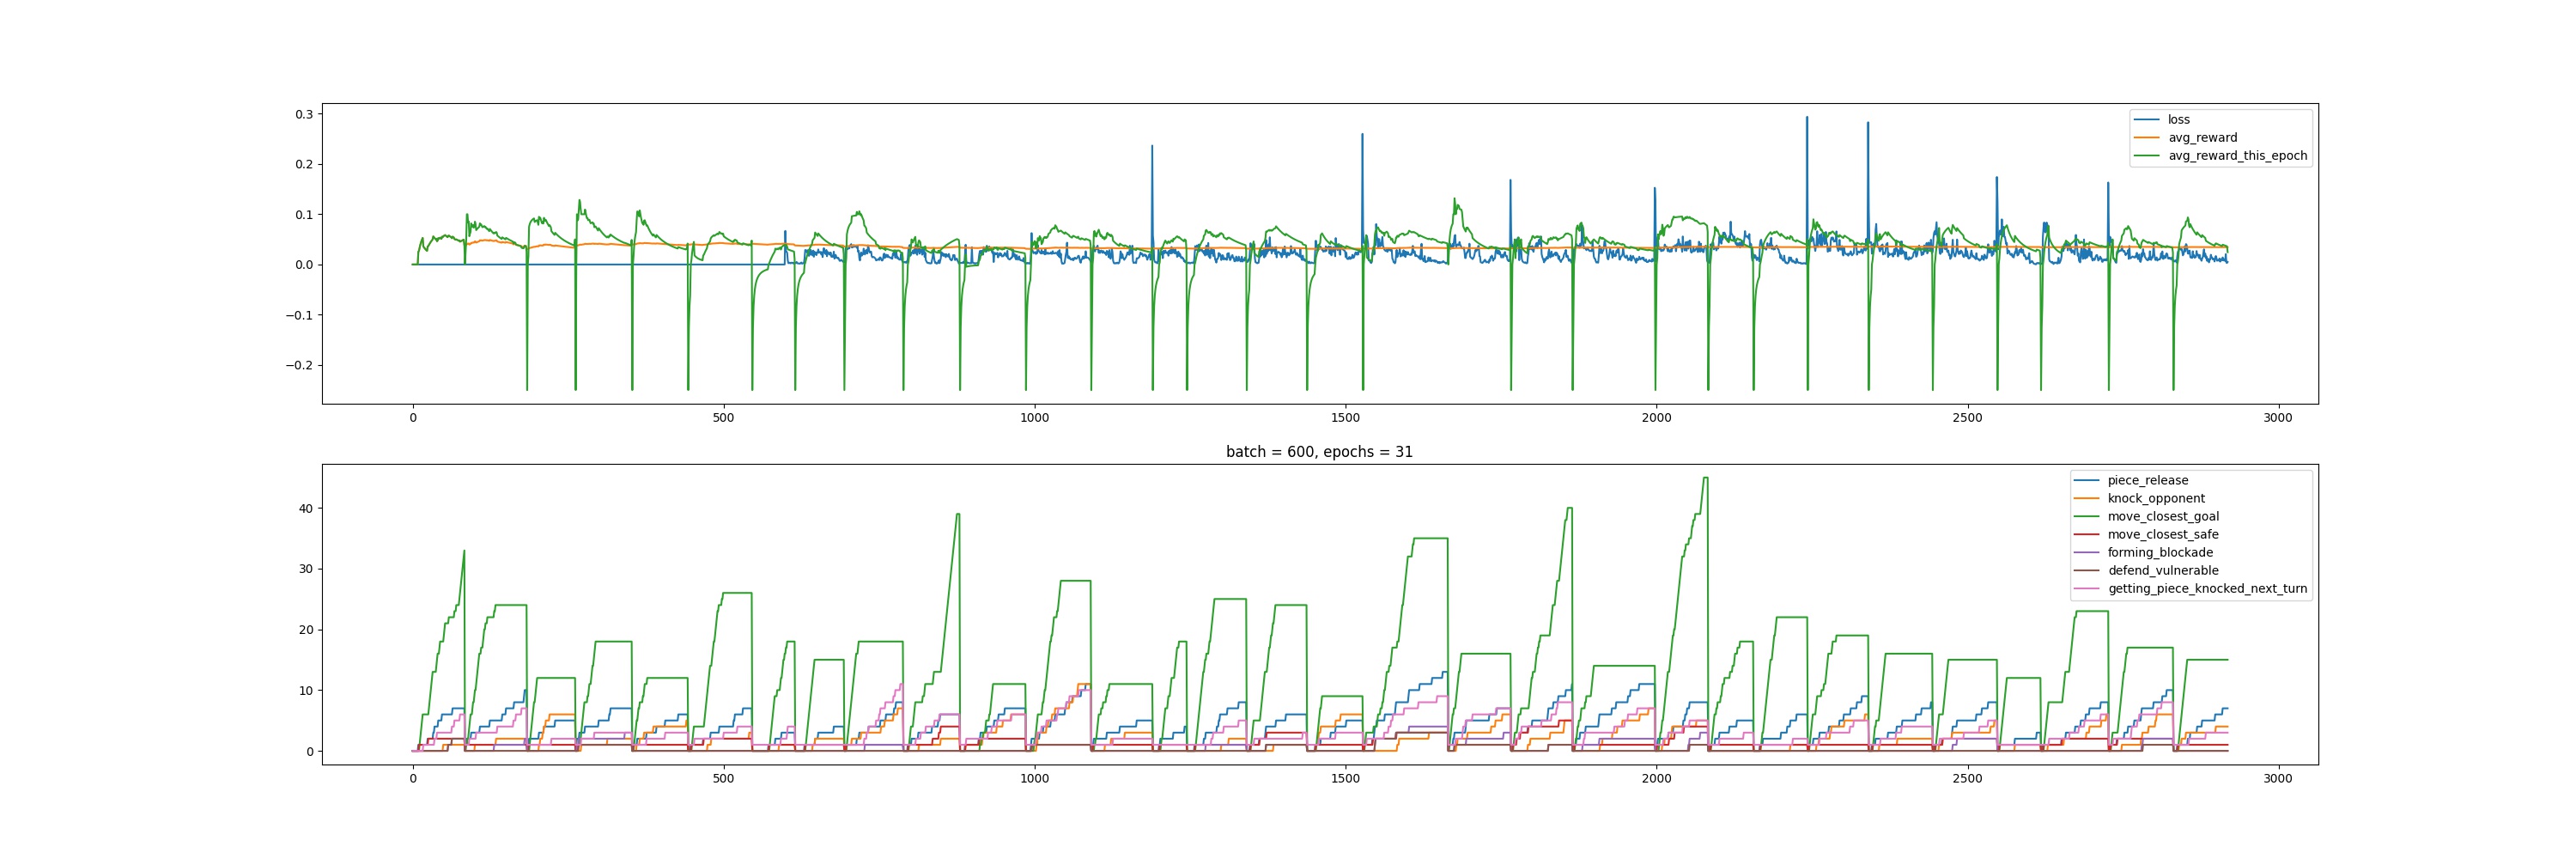 0.3
0.2
0.1
0.0
−0.1
−0.2
loss
avg_reward
avg_reward_this_epoch
0 500 1000 1500 2000 2500 3000
batch = 600, epochs = 31
40
30
20
10
0
piece_release
knock_opponent
move_closest_goal
move_closest_safe
forming_blockade
defend_vulnerable
getting_piece_knocked_next_turn
0 500 1000 1500 2000 2500 3000